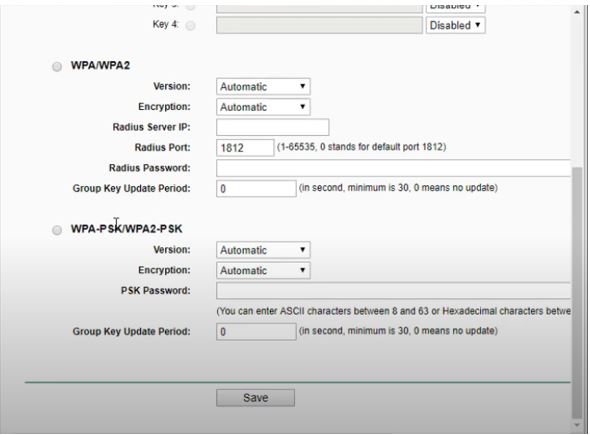 Key 3: Disabled
Key 4: Disabled
WPA/WPA2
Version: Automatic
Encryption: Automatic
Radius Server IP:
Radius Port: 1812 (1-65535, 0 stands for default port 1812)
Radius Password:
Group Key Update Period: 0 (in second, minimum is 30, 0 means no update)
WPA-PSK/WPA2-PSK
Version: Automatic
Encryption: Automatic
PSK Password:
(You can enter ASCII characters between 8 and 63 or Hexadecimal characters betwe
Group Key Update Period: 0 (in second, minimum is 30, 0 means no update)
Save